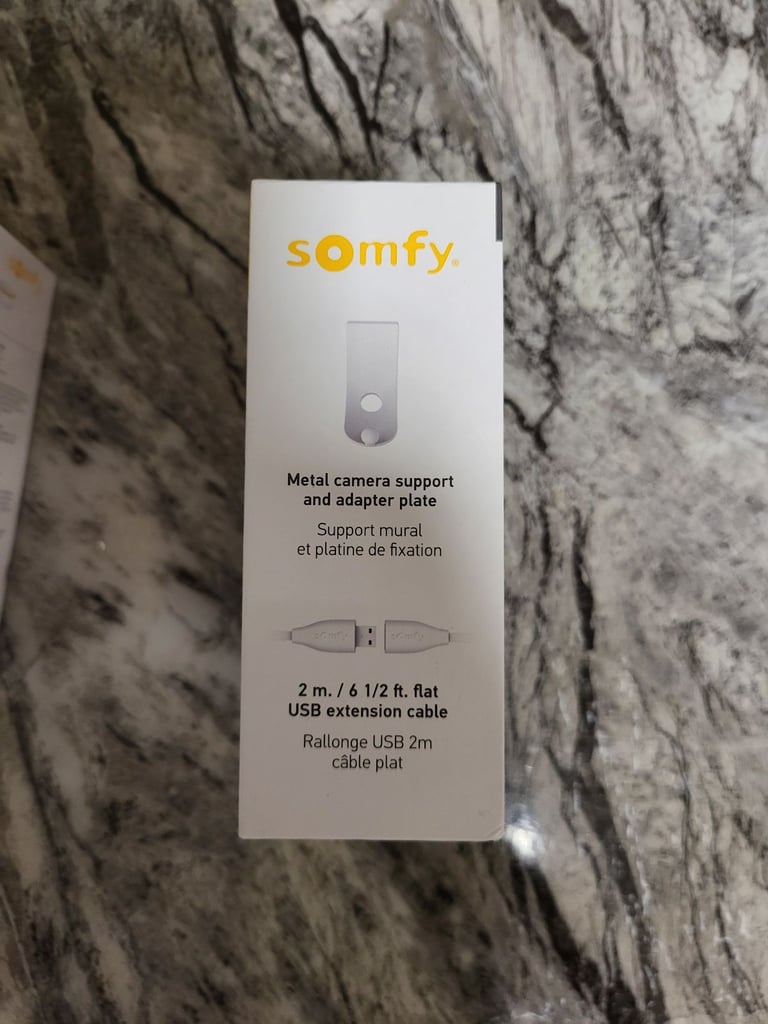 somfy®
Metal camera support
and adapter plate
Support mural
et platine de fixation
somfy somfy
2 m. / 6 1/2 ft. flat
USB extension cable
Rallonge USB 2m
câble plat